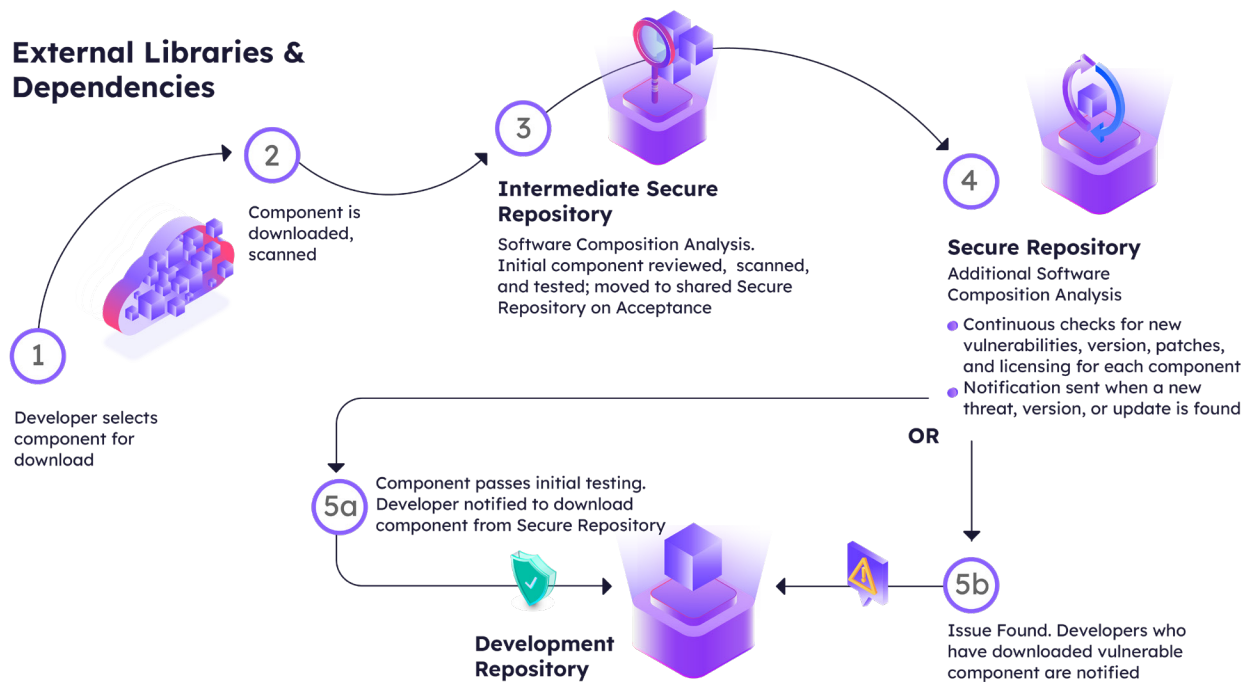 External Libraries &
Dependencies
1
Developer selects
component for
download
2
Component is
downloaded,
scanned
3
Intermediate Secure
Repository
Software Composition Analysis.
Initial component reviewed, scanned,
and tested; moved to shared Secure
Repository on Acceptance
4
Secure Repository
Additional Software
Composition Analysis
Continuous checks for new
vulnerabilities, version, patches,
and licensing for each component
Notification sent when a new
threat, version, or update is found
OR
5a
Component passes initial testing.
Developer notified to download
component from Secure Repository
5b
Issue Found. Developers who
have downloaded vulnerable
component are notified
Development
Repository